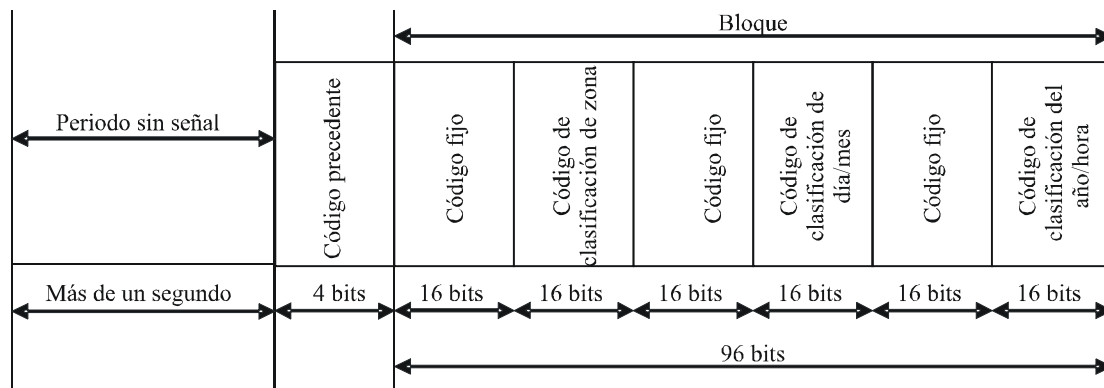 Bloque
Periodo sin señal
Código precedente
Código fijo
Código de
clasificación de zona
Código fijo
Código de
clasificación de
día/mes
Código fijo
Código de
clasificación del
año/hora
Más de un segundo
4 bits
16 bits
16 bits
16 bits
16 bits
16 bits
16 bits
96 bits